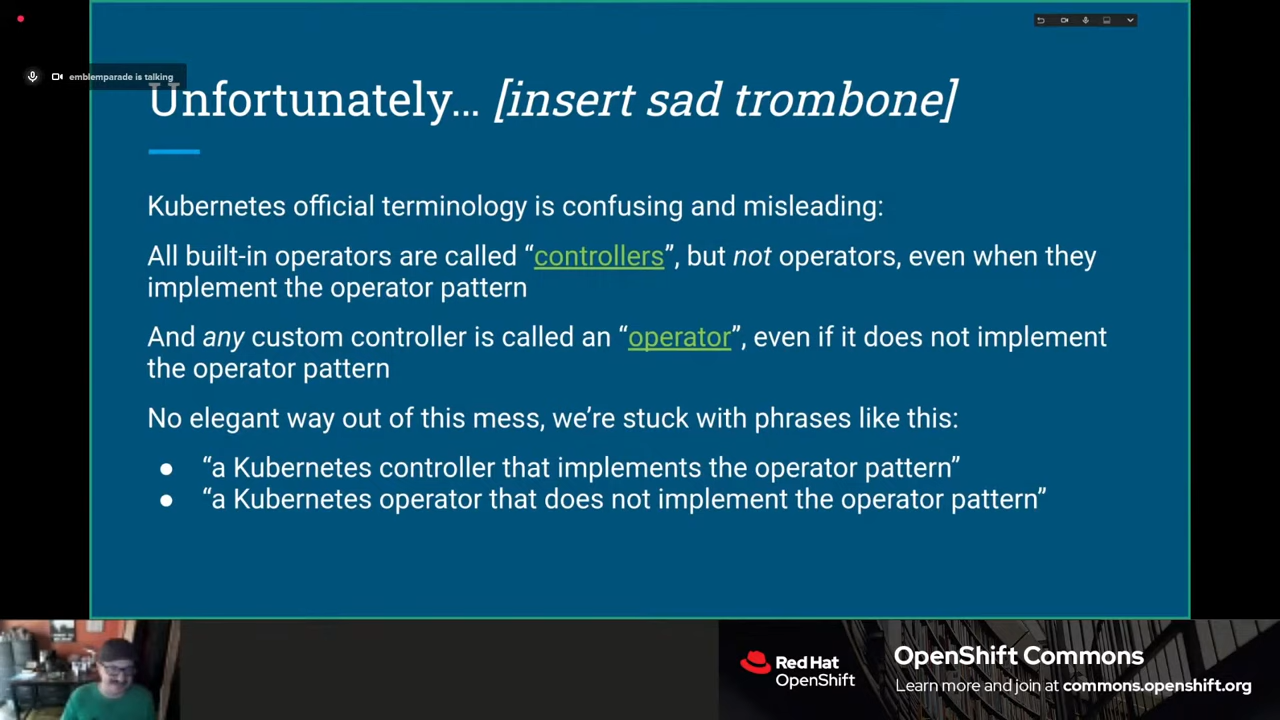 emblemparade is talking
Unfortunately… [insert sad trombone]
Kubernetes official terminology is confusing and misleading:
All built-in operators are called “controllers”, but not operators, even when they
implement the operator pattern
And any custom controller is called an “operator”, even if it does not implement
the operator pattern
No elegant way out of this mess, we’re stuck with phrases like this:
● “a Kubernetes controller that implements the operator pattern”
● “a Kubernetes operator that does not implement the operator pattern”
Red Hat
OpenShift
OpenShift Commons
Learn more and join at commons.openshift.org